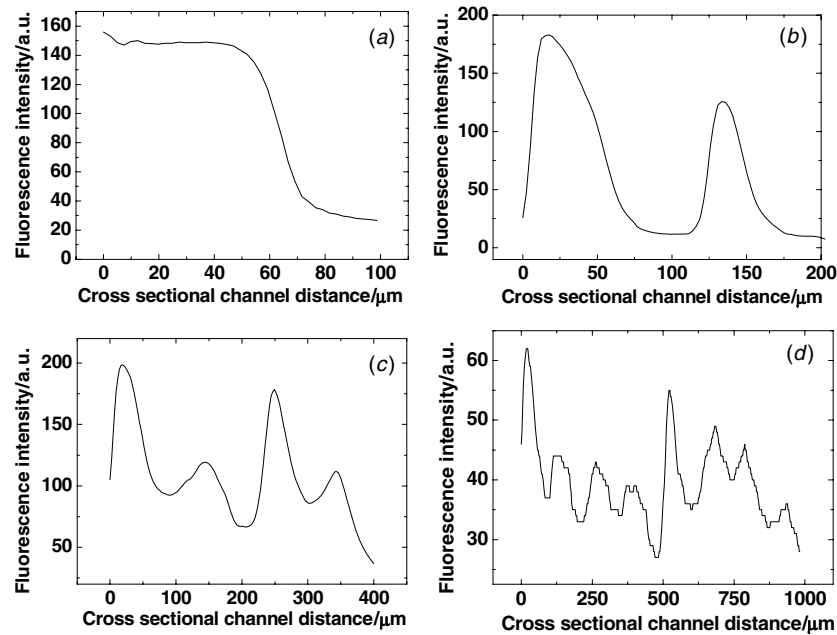 (a)
Fluorescence intensity/a.u.
160
140
120
100
80
60
40
20
0
0 20 40 60 80 100
Cross sectional channel distance/μm
(b)
Fluorescence intensity/a.u.
200
150
100
50
0
0 50 100 150 200
Cross sectional channel distance/μm
(c)
Fluorescence intensity/a.u.
200
150
100
50
0 100 200 300 400
Cross sectional channel distance/μm
(d)
Fluorescence intensity/a.u.
60
50
40
30
0 250 500 750 1000
Cross sectional channel distance/μm